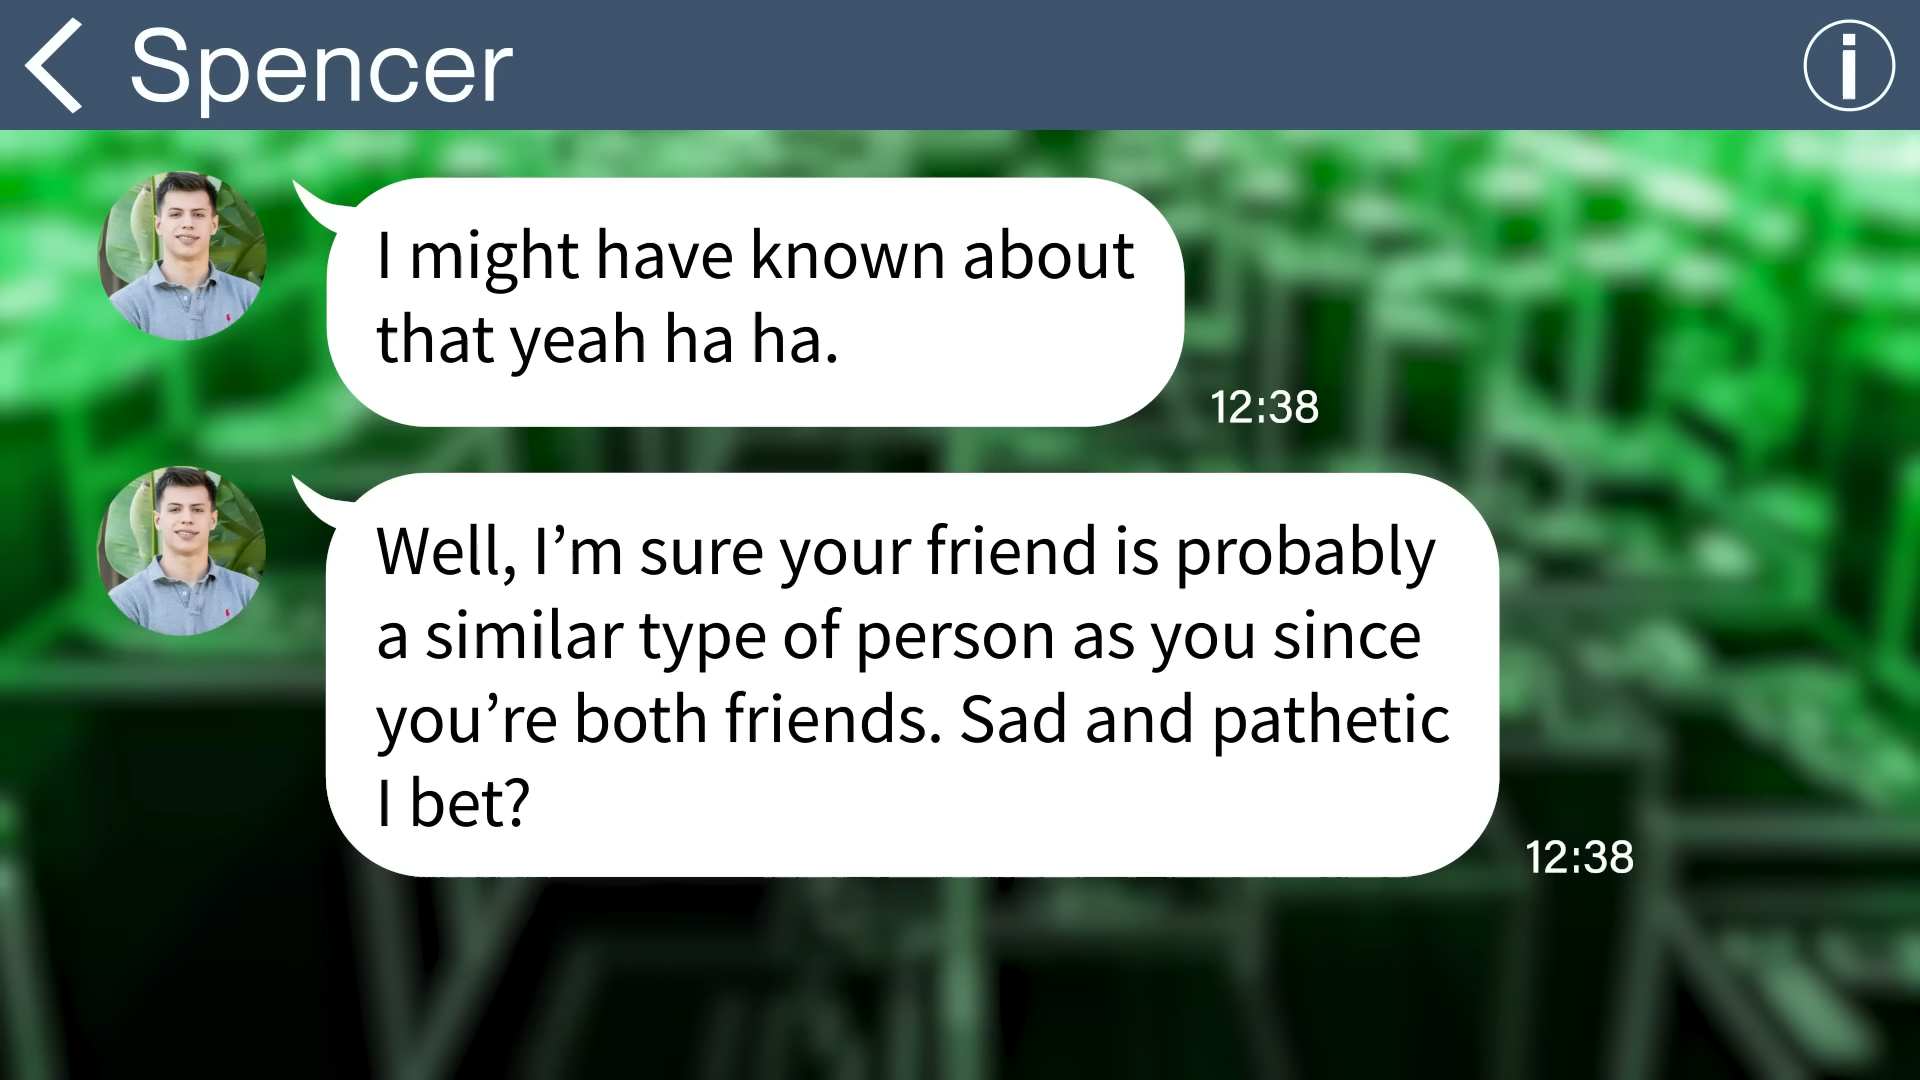 Spencer
I might have known about
that yeah ha ha.
12:38
Well, I’m sure your friend is probably
a similar type of person as you since
you’re both friends. Sad and pathetic
I bet?
12:38